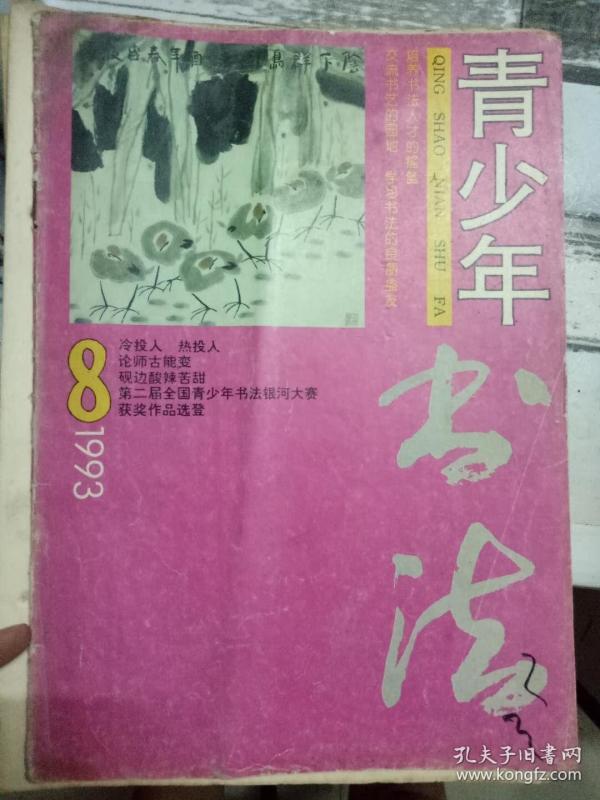 青少年
书法
QING SHAO NIAN SHU FA
培养书法人才的摇篮
交流书艺的园地 学习书法的良师益友
8
1993
冷投人 热投人
论师古能变
砚边酸辣苦甜
第二届全国青少年书法银河大赛
获奖作品选登
孔夫子旧书网
www.kongfz.com